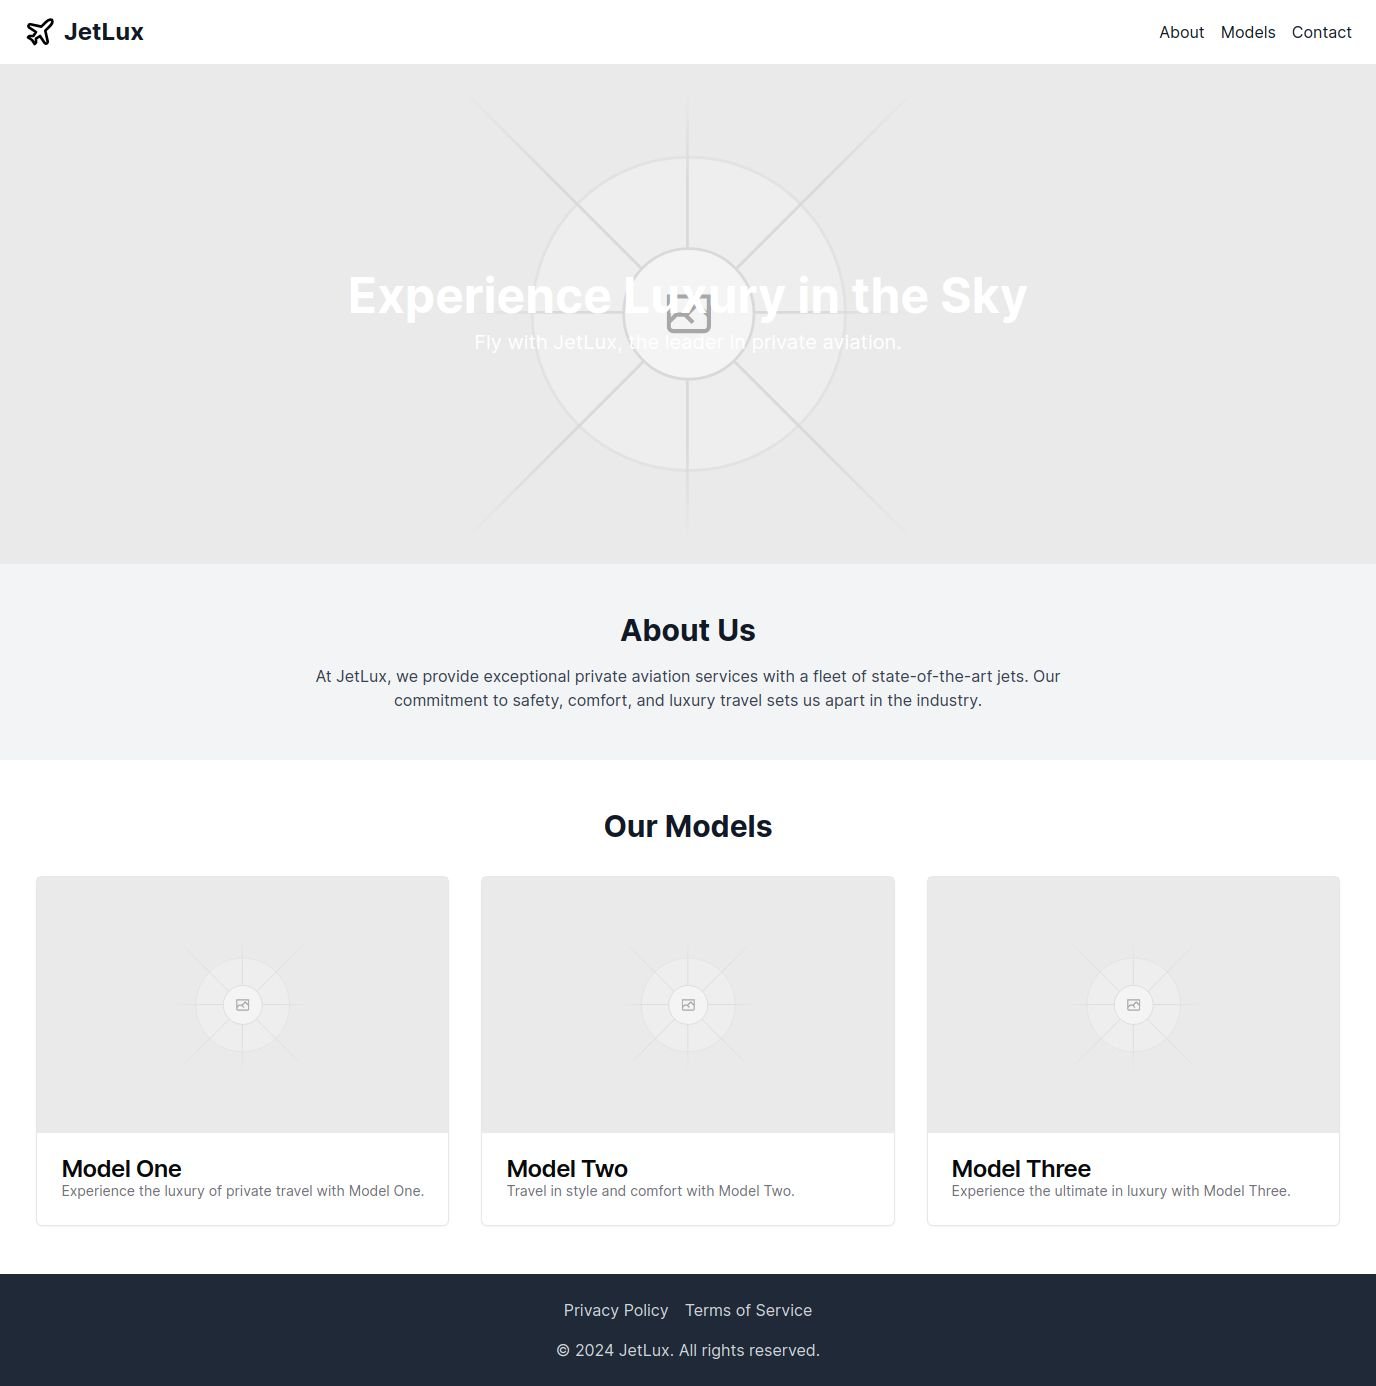 JetLux
About Models Contact
Experience Luxury in the Sky
Fly with JetLux, the leader in private aviation.
About Us
At JetLux, we provide exceptional private aviation services with a fleet of state-of-the-art jets. Our
commitment to safety, comfort, and luxury travel sets us apart in the industry.
Our Models
Model One
Experience the luxury of private travel with Model One.
Model Two
Travel in style and comfort with Model Two.
Model Three
Experience the ultimate in luxury with Model Three.
Privacy Policy Terms of Service
© 2024 JetLux. All rights reserved.